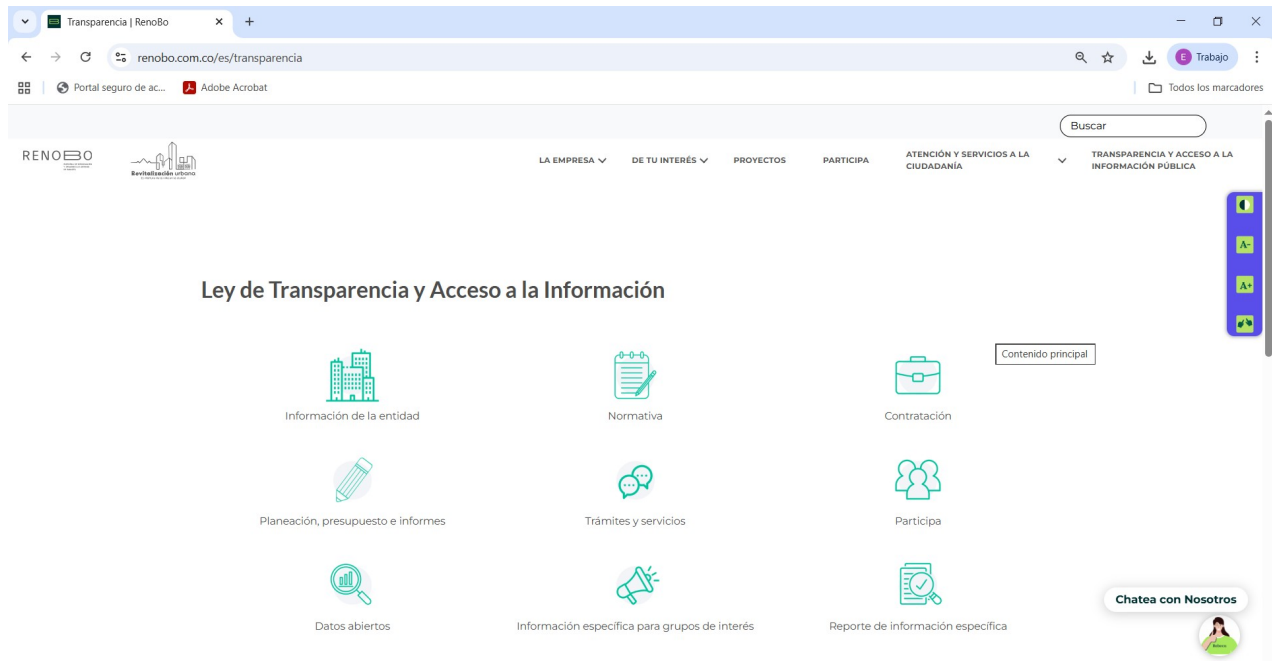 Transparencia | RenoBo
renobo.com.co/es/transparencia
E Trabajo
Portal seguro de ac...
Adobe Acrobat
Todos los marcadores
Buscar
RENOBO
Revitalización urbana
LA EMPRESA
DE TU INTERÉS
PROYECTOS
PARTICIPA
ATENCIÓN Y SERVICIOS A LA
CIUDADANÍA
TRANSPARENCIA Y ACCESO A LA
INFORMACIÓN PÚBLICA
A-
A+
Ley de Transparencia y Acceso a la Información
Contenido principal
Información de la entidad
Normativa
Contratación
Planeación, presupuesto e informes
Trámites y servicios
Participa
Datos abiertos
Información específica para grupos de interés
Reporte de información específica
Chatea con Nosotros